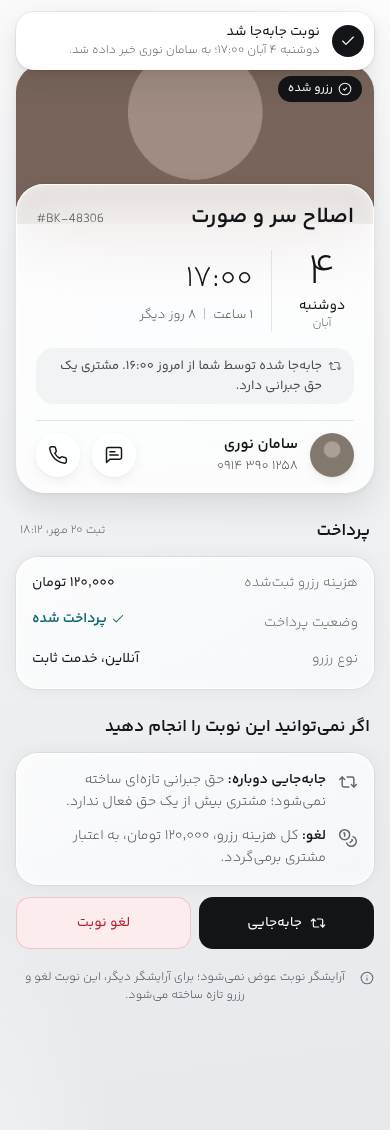 نوبت جابه‌جا شد
دوشنبه ۴ آبان ۱۷:۰۰؛ به سامان نوری خبر داده شد.
رزرو شده
اصلاح سر و صورت
#BK-48306
۴
دوشنبه
آبان
۱۷:۰۰
۱ ساعت | ۸ روز دیگر
جابه‌جا شده توسط شما از امروز ۱۶:۰۰. مشتری یک
حق جبرانی دارد.
سامان نوری
۰۹۱۴ ۳۹۰ ۱۲۵۸
پرداخت
ثبت ۲۰ مهر، ۱۸:۱۲
هزینه رزرو ثبت‌شده
۱۲۰,۰۰۰ تومان
وضعیت پرداخت
پرداخت شده
نوع رزرو
آنلاین، خدمت ثابت
اگر نمی‌توانید این نوبت را انجام دهید
جابه‌جایی دوباره: حق جبرانی تازه‌ای ساخته
نمی‌شود؛ مشتری بیش از یک حق فعال ندارد.
لغو: کل هزینه رزرو، ۱۲۰,۰۰۰ تومان، به اعتبار
مشتری برمی‌گردد.
جابه‌جایی
لغو نوبت
آرایشگر نوبت عوض نمی‌شود؛ برای آرایشگر دیگر، این نوبت لغو و
رزرو تازه ساخته می‌شود.